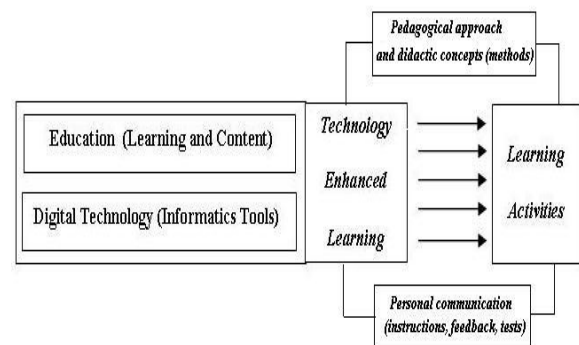 Pedagogical approach
and didactic concepts (methods)
Education (Learning and Content)
Digital Technology (Informatics Tools)
Technology
Enhanced
Learning
Learning
Activities
Personal communication
(instructions, feedback, tests)